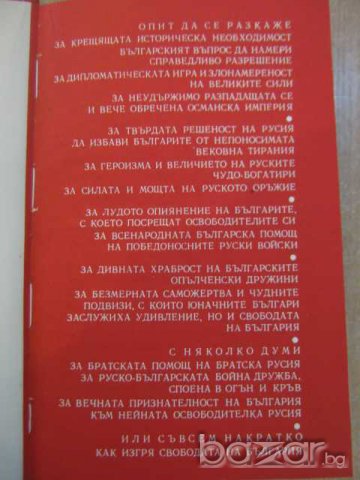 ОПИТ ДА СЕ РАЗКАЖЕ
ЗА КРЕЩЯЩАТА ИСТОРИЧЕСКА НЕОБХОДИМОСТ
БЪЛГАРСКИЯТ ВЪПРОС ДА НАМЕРИ
СПРАВЕДЛИВО РАЗРЕШЕНИЕ
ЗА ДИПЛОМАТИЧЕСКАТА ИГРА И ЗЛОНАМЕРЕНОСТ
НА ВЕЛИКИТЕ СИЛИ
ЗА НЕУДЪРЖИМО РАЗПАДАЩАТА СЕ
И ВЕЧЕ ОБРЕЧЕНА ОСМАНСКА ИМПЕРИЯ
•
ЗА ТВЪРДАТА РЕШЕНОСТ НА РУСИЯ
ДА ИЗБАВИ БЪЛГАРИТЕ ОТ НЕПОНОСИМАТА
ВЕКОВНА ТИРАНИЯ
ЗА ГЕРОИЗМА И ВЕЛИЧИЕТО НА РУСКИТЕ
ЧУДО-БОГАТИРИ
ЗА СИЛАТА И МОЩТА НА РУСКОТО ОРЪЖИЕ
•
ЗА ЛУДОТО ОПИЯНЕНИЕ НА БЪЛГАРИТЕ,
С КОЕТО ПОСРЕЩАТ ОСВОБОДИТЕЛИТЕ СИ
ЗА ВСЕНАРОДНАТА БЪЛГАРСКА ПОМОЩ
НА ПОБЕДОНОСНИТЕ РУСКИ ВОЙСКИ
•
ЗА ДИВНАТА ХРАБРОСТ НА БЪЛГАРСКИТЕ
ОПЪЛЧЕНСКИ ДРУЖИНИ
ЗА БЕЗМЕРНАТА САМОЖЕРТВА И ЧУДНИТЕ
ПОДВИЗИ, С КОИТО ЮНАЧНИТЕ БЪЛГАРИ
ЗАСЛУЖИХА УДИВЛЕНИЕ, НО И СВОБОДАТА
НА БЪЛГАРИЯ
•
С НЯКОЛКО ДУМИ
ЗА БРАТСКАТА ПОМОЩ НА БРАТСКА РУСИЯ
ЗА РУСКО-БЪЛГАРСКАТА БОЙНА ДРУЖБА,
СПОЕНА В ОГЪН И КРЪВ
ЗА ВЕЧНАТА ПРИЗНАТЕЛНОСТ НА БЪЛГАРИЯ
КЪМ НЕЙНАТА ОСВОБОДИТЕЛКА РУСИЯ
•
ИЛИ СЪВСЕМ НАКРАТКО
КАК ИЗГРЯ СВОБОДАТА НА БЪЛГАРИЯ
bazar.bg